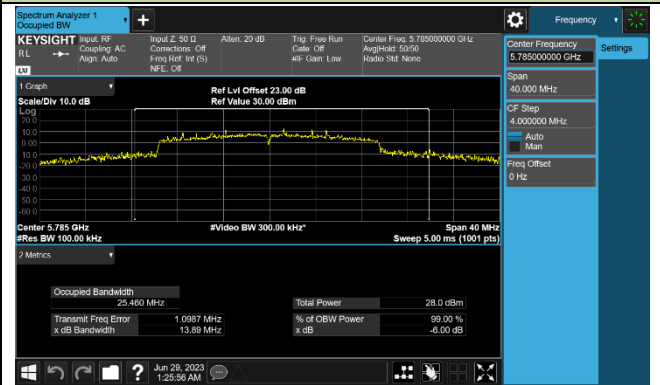 Spectrum Analyzer 1
Occupied BW
+
Frequency
KEYSIGHT
RL
LXI
Input: RF
Coupling: AC
Align: Auto
Input Z: 50 Ω
Corrections: Off
Freq Ref: Int (S)
NFE: Off
Atten: 20 dB
Trig: Free Run
Gate: Off
#IF Gain: Low
Center Freq: 5.785000000 GHz
Avg|Hold: 50/50
Radio Std: None
Center Frequency
5.785000000 GHz
Settings
Span
40.000 MHz
CF Step
4.000000 MHz
Auto
Man
Freq Offset
0 Hz
1 Graph
Scale/Div 10.0 dB
Ref Lvl Offset 23.00 dB
Ref Value 30.00 dBm
Log
20.0
10.0
0.00
-10.0
-20.0
-30.0
-40.0
-50.0
-60.0
Center 5.785 GHz
#Video BW 300.00 kHz*
Span 40 MHz
#Res BW 100.00 kHz
Sweep 5.00 ms (1001 pts)
2 Metrics
Occupied Bandwidth
25.460 MHz
Total Power 28.0 dBm
Transmit Freq Error 1.0987 MHz
% of OBW Power 99.00 %
x dB Bandwidth 13.89 MHz
x dB -6.00 dB
?
Jun 29, 2023
1:25:56 AM